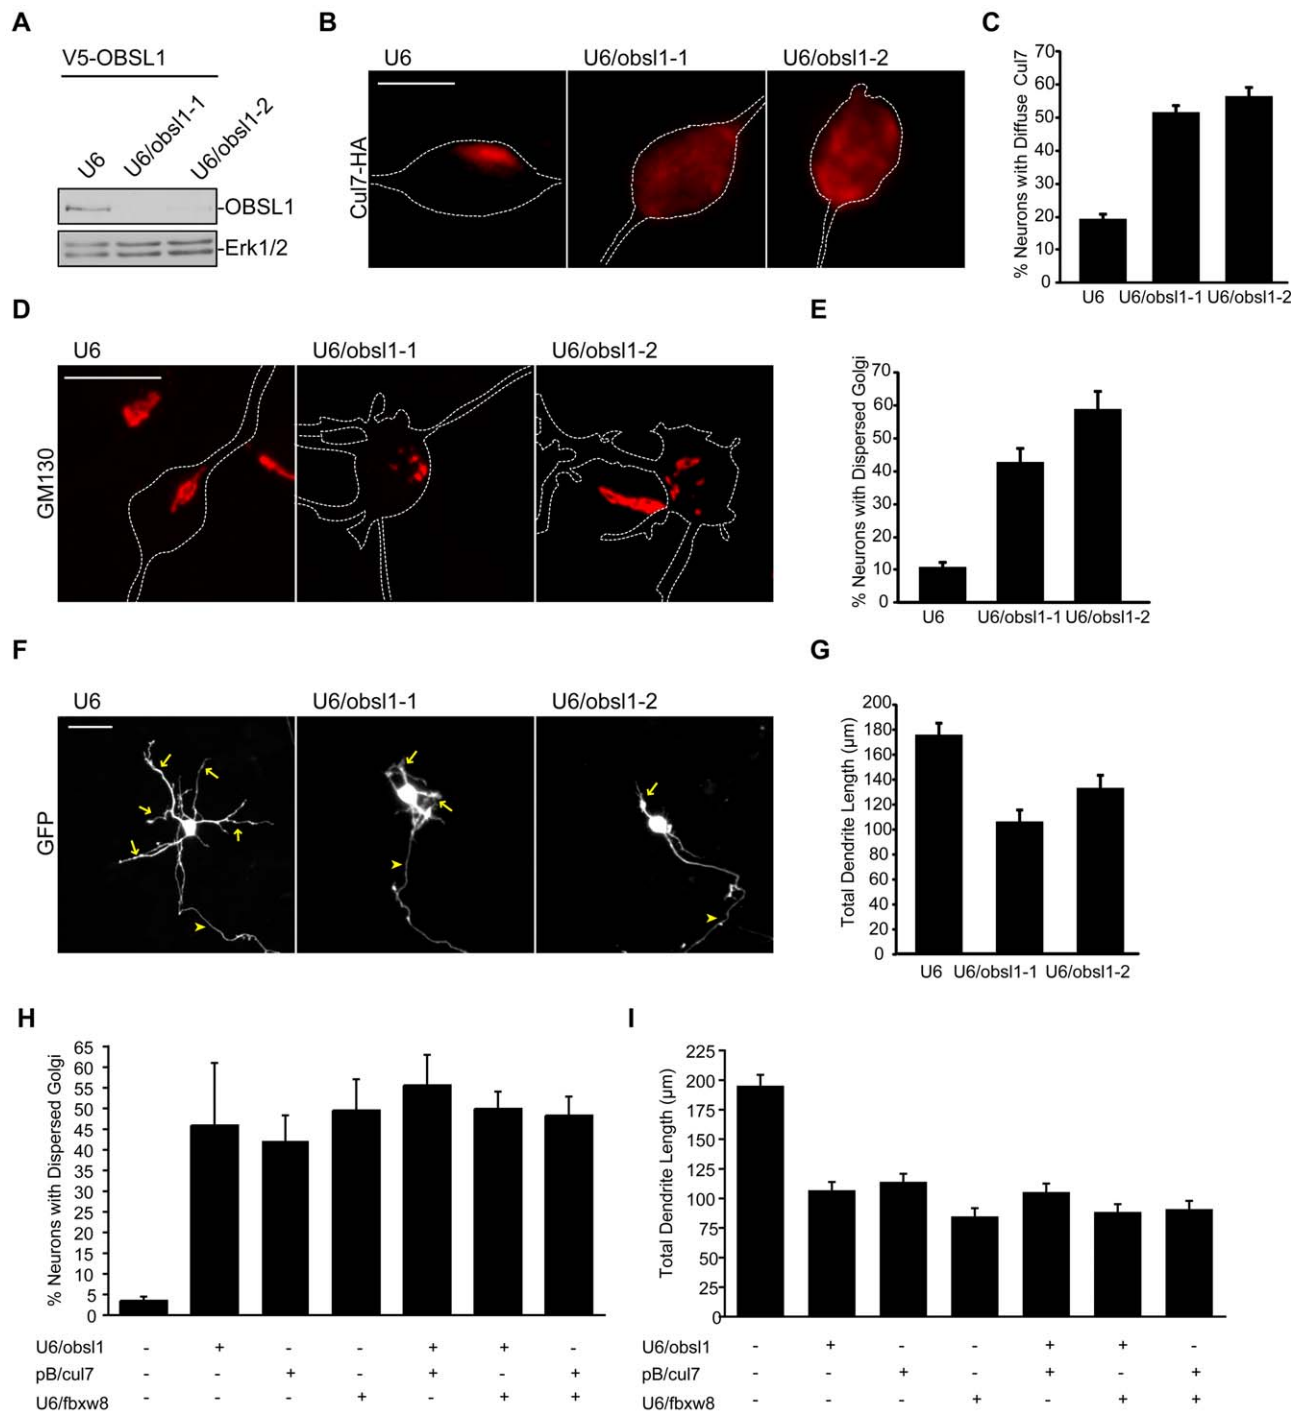 A
V5-OBSL1
U6
U6/obsl1-1
U6/obsl1-2
-OBSL1
-Erk1/2
B
U6
U6/obsl1-1
U6/obsl1-2
Cul7-HA
C
% Neurons with Diffuse Cul7
70
60
50
40
30
20
10
0
U6 U6/obsl1-1 U6/obsl1-2
D
U6
U6/obsl1-1
U6/obsl1-2
GM130
E
% Neurons with Dispersed Golgi
70
60
50
40
30
20
10
0
U6 U6/obsl1-1 U6/obsl1-2
F
U6
U6/obsl1-1
U6/obsl1-2
GFP
G
Total Dendrite Length (µm)
200
180
160
140
120
100
80
60
40
20
0
U6 U6/obsl1-1 U6/obsl1-2
H
% Neurons with Dispersed Golgi
65
60
55
50
45
40
35
30
25
20
15
10
5
0
U6/obsl1 - + - - + + -
pB/cul7 - - + - + - +
U6/fbxw8 - - - + - + +
I
Total Dendrite Length (µm)
225
200
175
150
125
100
75
50
25
0
U6/obsl1 - + - - + + -
pB/cul7 - - + - + - +
U6/fbxw8 - - - + - + +